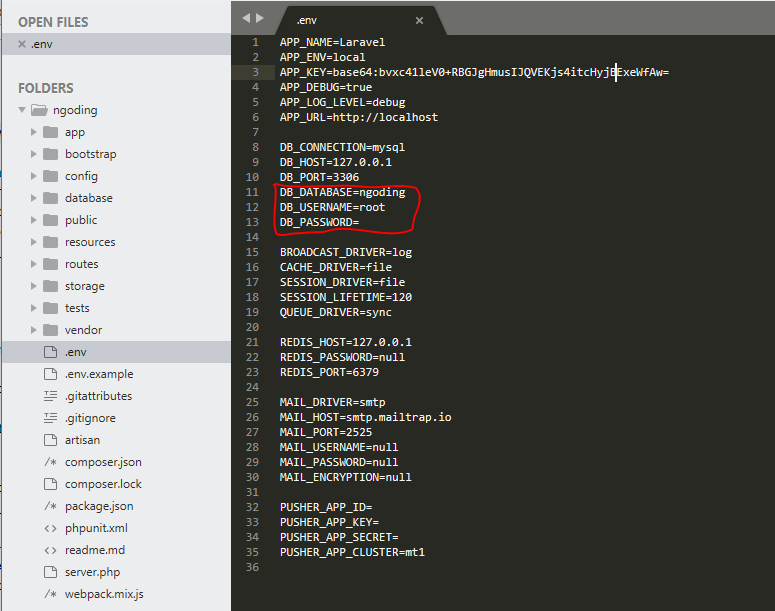 OPEN FILES
.env
FOLDERS
ngoding
app
bootstrap
config
database
public
resources
routes
storage
tests
vendor
.env
.env.example
.gitattributes
.gitignore
artisan
composer.json
composer.lock
package.json
phpunit.xml
readme.md
server.php
webpack.mix.js
.env
1 APP_NAME=Laravel
2 APP_ENV=local
3 APP_KEY=base64:bvxc41leV0+RBGJgHmusIJQVEKjs4itcHyjBExeWfAw=
4 APP_DEBUG=true
5 APP_LOG_LEVEL=debug
6 APP_URL=http://localhost
7
8 DB_CONNECTION=mysql
9 DB_HOST=127.0.0.1
10 DB_PORT=3306
11 DB_DATABASE=ngoding
12 DB_USERNAME=root
13 DB_PASSWORD=
14
15 BROADCAST_DRIVER=log
16 CACHE_DRIVER=file
17 SESSION_DRIVER=file
18 SESSION_LIFETIME=120
19 QUEUE_DRIVER=sync
20
21 REDIS_HOST=127.0.0.1
22 REDIS_PASSWORD=null
23 REDIS_PORT=6379
24
25 MAIL_DRIVER=smtp
26 MAIL_HOST=smtp.mailtrap.io
27 MAIL_PORT=2525
28 MAIL_USERNAME=null
29 MAIL_PASSWORD=null
30 MAIL_ENCRYPTION=null
31
32 PUSHER_APP_ID=
33 PUSHER_APP_KEY=
34 PUSHER_APP_SECRET=
35 PUSHER_APP_CLUSTER=mt1
36